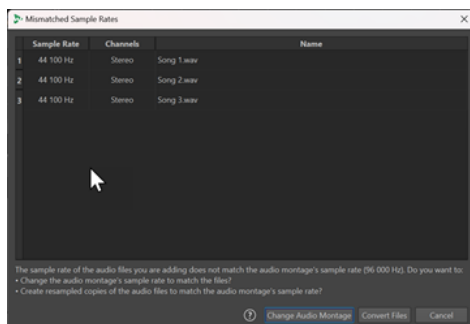 Mismatched Sample Rates
Sample Rate Channels Name
1 44 100 Hz Stereo Song 1.wav
2 44 100 Hz Stereo Song 2.wav
3 44 100 Hz Stereo Song 3.wav
The sample rate of the audio files you are adding does not match the audio montage's sample rate (96 000 Hz). Do you want to:
• Change the audio montage's sample rate to match the files?
• Create resampled copies of the audio files to match the audio montage's sample rate?
? Change Audio Montage Convert Files Cancel